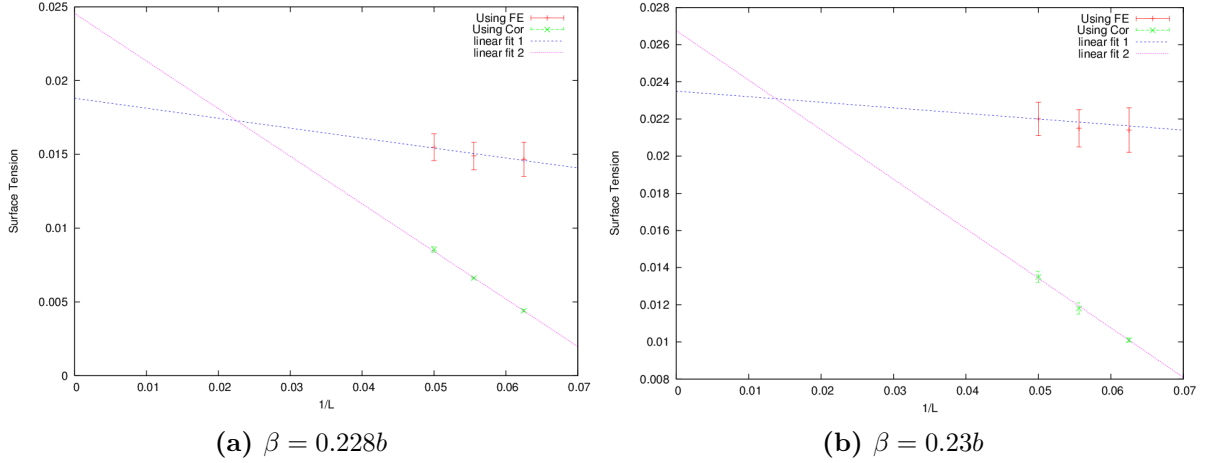 0.025
0.02
0.015
0.01
0.005
0
Surface Tension
0 0.01 0.02 0.03 0.04 0.05 0.06 0.07
1/L
Using FE
Using Cor
linear fit 1
linear fit 2
(a) β = 0.228b
0.028
0.026
0.024
0.022
0.02
0.018
0.016
0.014
0.012
0.01
0.008
Surface Tension
0 0.01 0.02 0.03 0.04 0.05 0.06 0.07
1/L
Using FE
Using Cor
linear fit 1
linear fit 2
(b) β = 0.23b